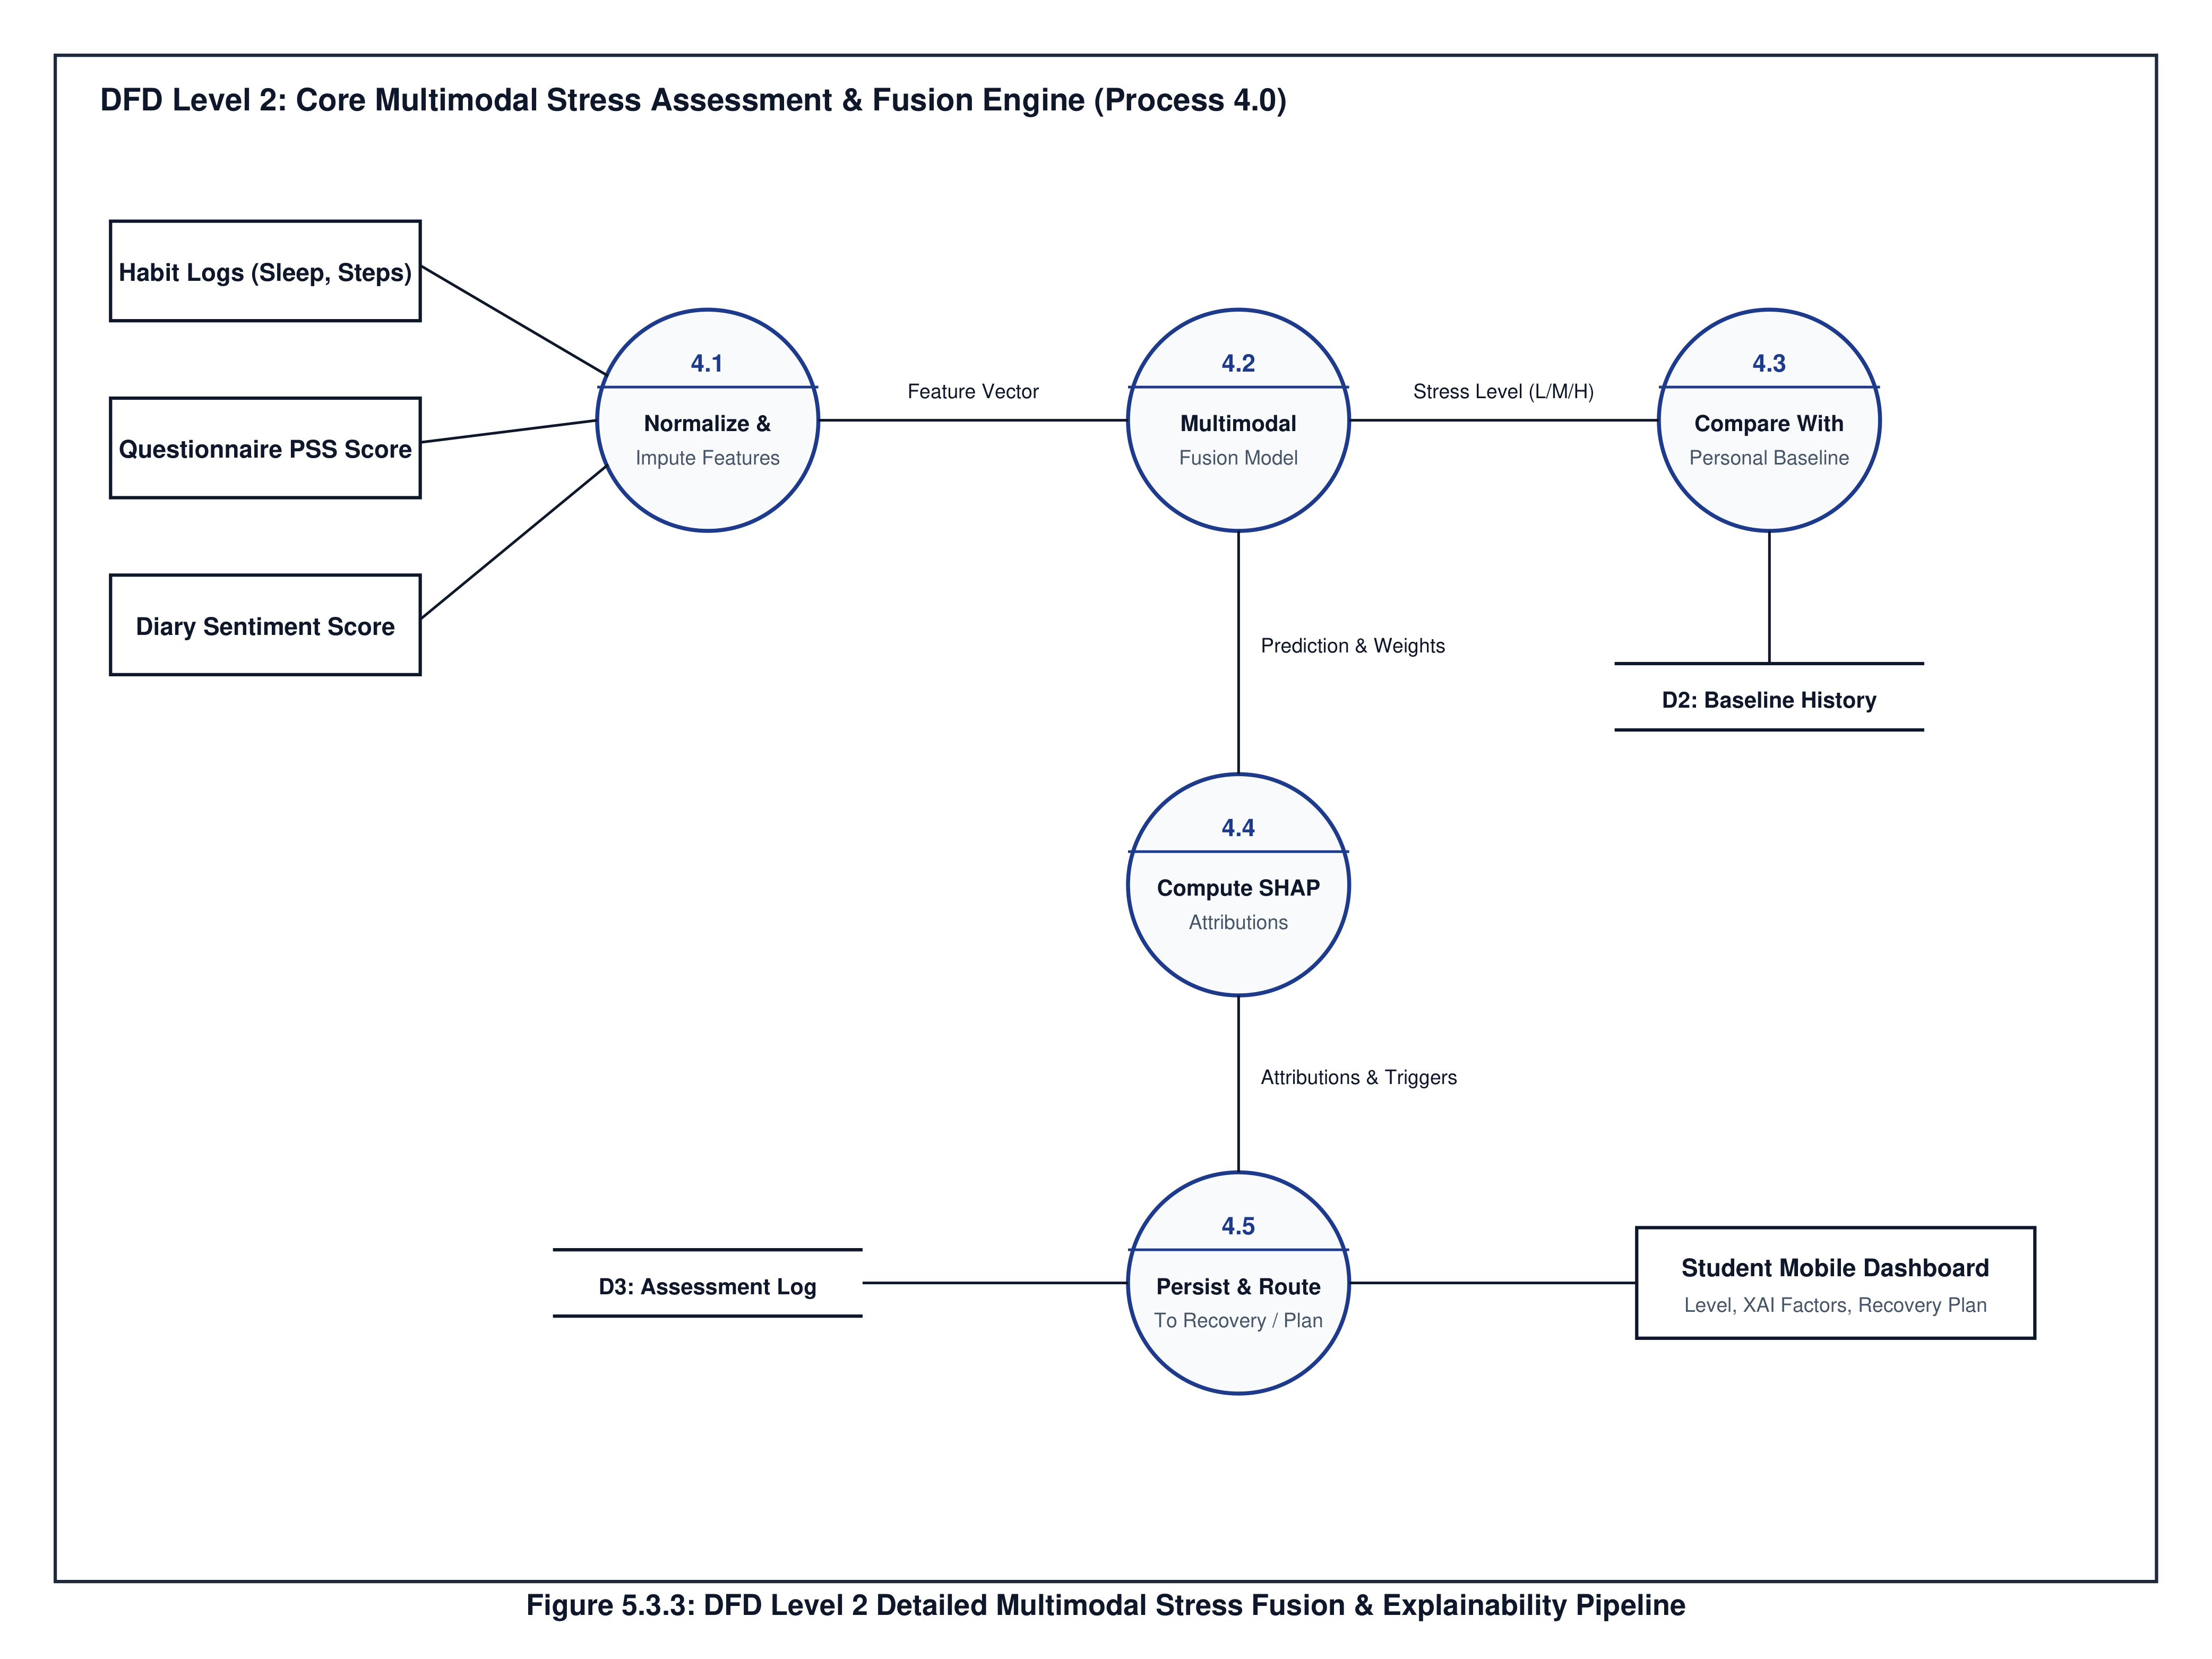 DFD Level 2: Core Multimodal Stress Assessment & Fusion Engine (Process 4.0)
Habit Logs (Sleep, Steps)
Questionnaire PSS Score
Diary Sentiment Score
4.1
Normalize &
Impute Features
Feature Vector
4.2
Multimodal
Fusion Model
Stress Level (L/M/H)
4.3
Compare With
Personal Baseline
Prediction & Weights
D2: Baseline History
4.4
Compute SHAP
Attributions
Attributions & Triggers
D3: Assessment Log
4.5
Persist & Route
To Recovery / Plan
Student Mobile Dashboard
Level, XAI Factors, Recovery Plan
Figure 5.3.3: DFD Level 2 Detailed Multimodal Stress Fusion & Explainability Pipeline